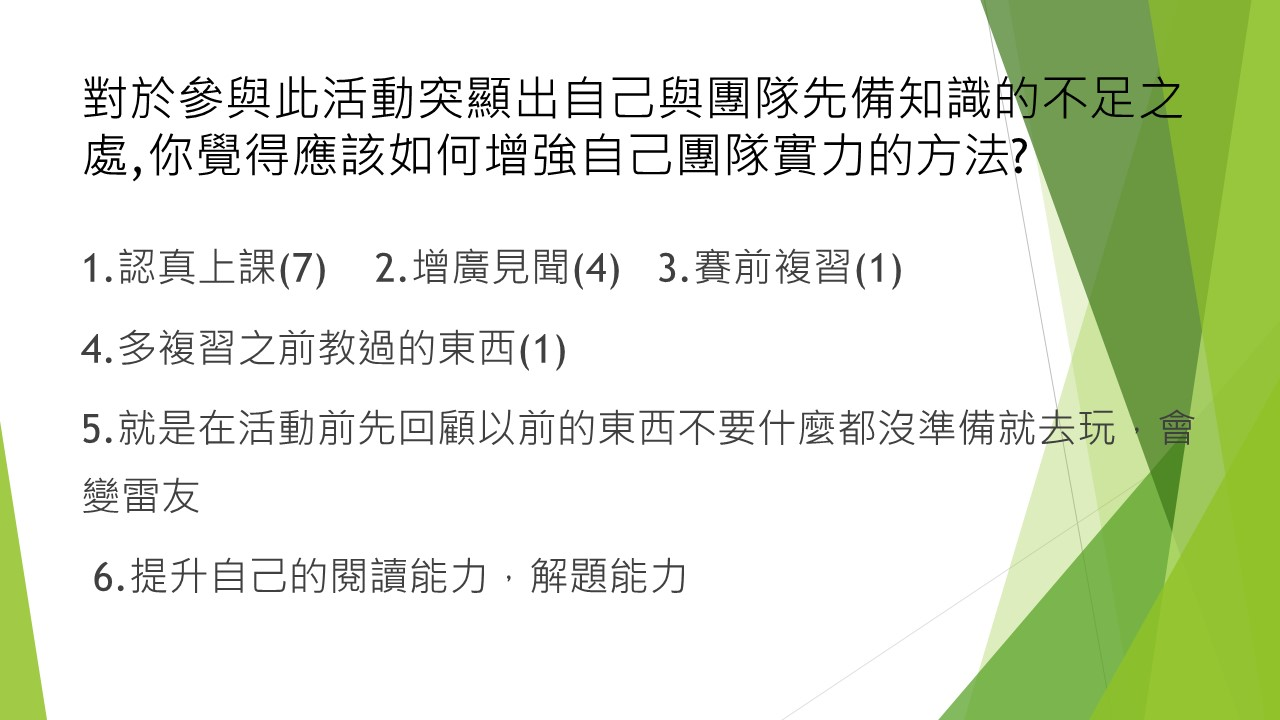 對於參與此活動突顯出自己與團隊先備知識的不足之
處,你覺得應該如何增強自己團隊實力的方法?
1.認真上課(7) 2.增廣見聞(4) 3.賽前複習(1)
4.多複習之前教過的東西(1)
5.就是在活動前先回顧以前的東西不要什麼都沒準備就去玩，會
變雷友
6.提升自己的閱讀能力，解題能力